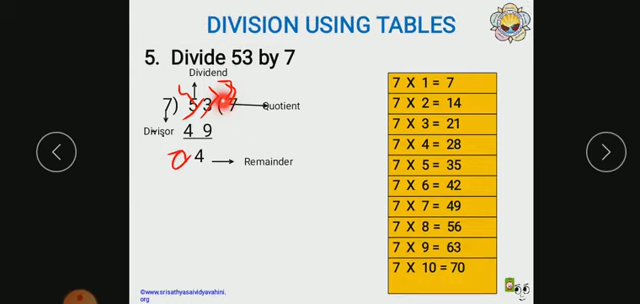 DIVISION USING TABLES
5. Divide 53 by 7
Dividend
7) 53 (7
Quotient
Divisor
4 9
0 4
Remainder
7 X 1 = 7
7 X 2 = 14
7 X 3 = 21
7 X 4 = 28
7 X 5 = 35
7 X 6 = 42
7 X 7 = 49
7 X 8 = 56
7 X 9 = 63
7 X 10 = 70
©www.srisathyasaividyavahini.
org